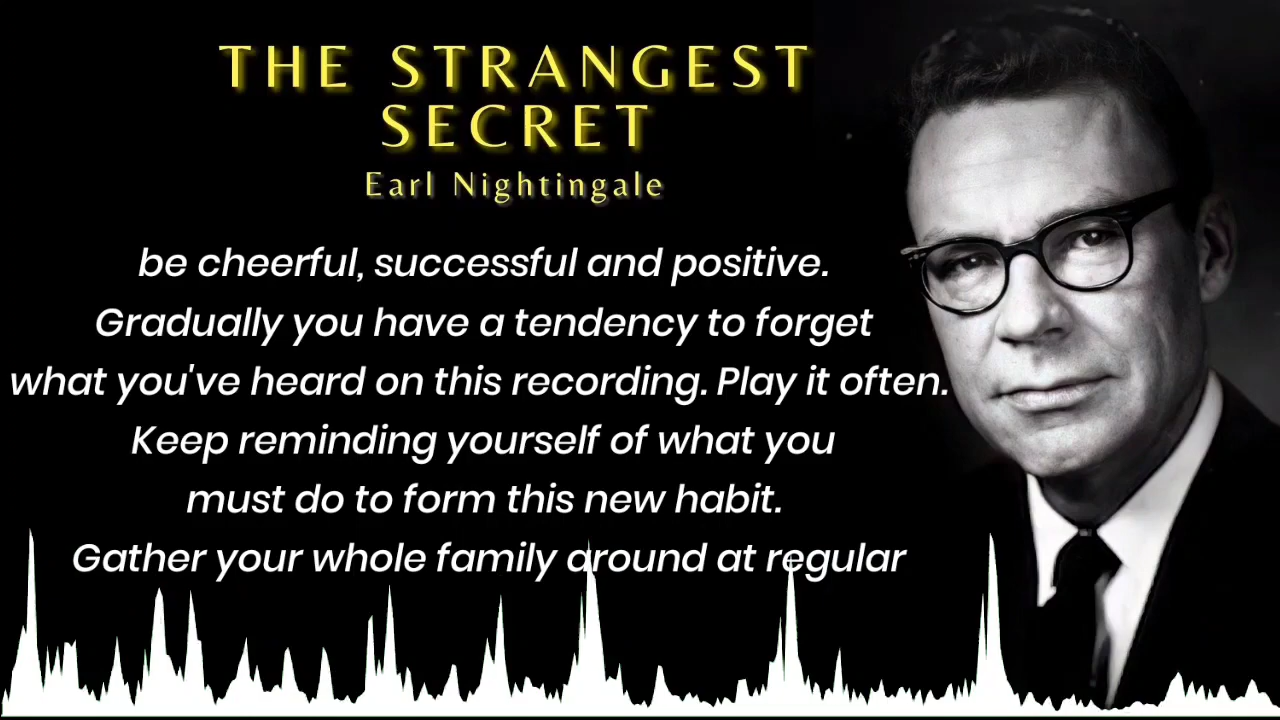 THE STRANGEST
SECRET
Earl Nightingale
be cheerful, successful and positive.
Gradually you have a tendency to forget
what you've heard on this recording. Play it often.
Keep reminding yourself of what you
must do to form this new habit.
Gather your whole family around at regular